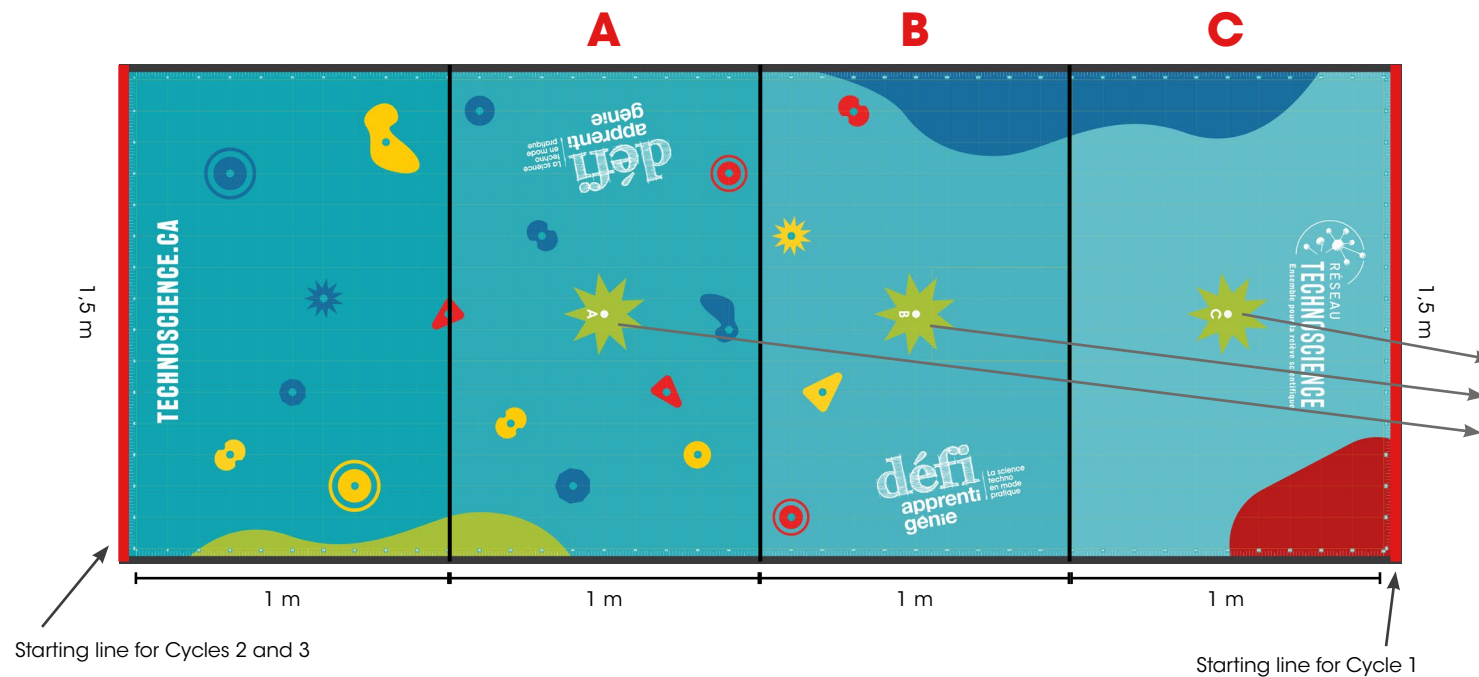 A
B
C
TECHNOSCIENCE.CA
défi
apprenti
génie
La science
techno
en mode
pratique
A
B
C
RÉSEAU
TECHNOSCIENCE
Ensemble pour la relève scientifique
défi
apprenti
génie
La science
techno
en mode
pratique
1,5 m
1,5 m
1 m
1 m
1 m
1 m
Starting line for Cycles 2 and 3
Starting line for Cycle 1